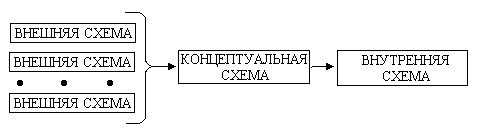 ВНЕШНЯЯ СХЕМА
ВНЕШНЯЯ СХЕМА
ВНЕШНЯЯ СХЕМА
КОНЦЕПТУАЛЬНАЯ
СХЕМА
ВНУТРЕННЯЯ
СХЕМА